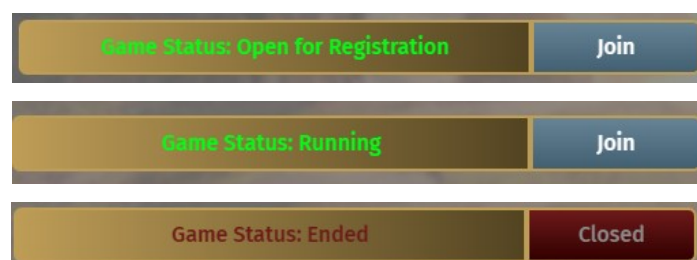 Game Status: Open for Registration Join
Game Status: Running Join
Game Status: Ended Closed